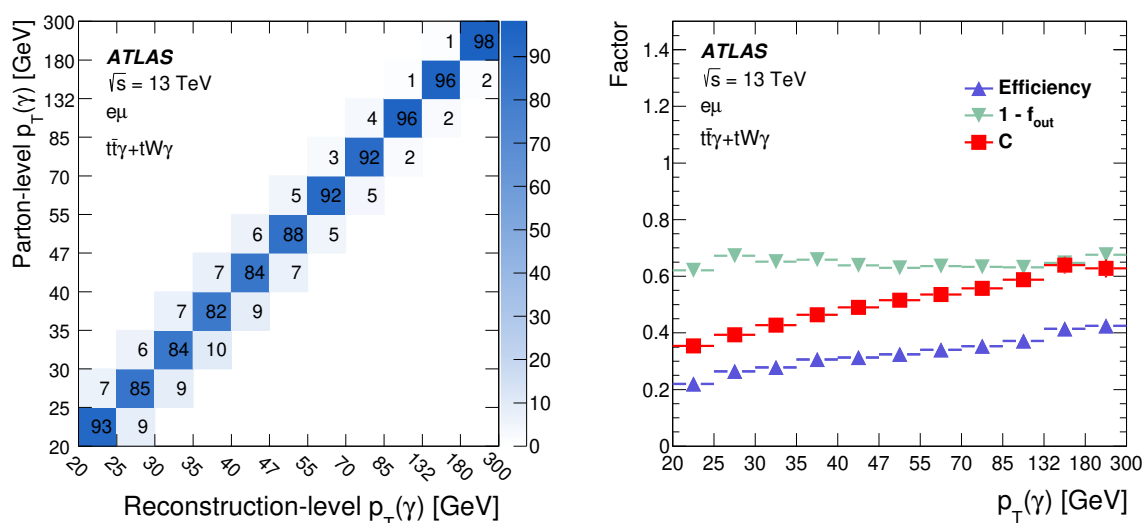 Parton-level p_T(γ) [GeV]
300
180
132
85
70
55
47
40
35
30
25
20
ATLAS
√s = 13 TeV
eμ
tt̄γ+tWγ
1 98
1 96 2
4 96 2
3 92 2
5 92 5
6 88 5
7 84 7
7 82 9
6 84 10
7 85 9
93 9
20 25 30 35 40 47 55 70 85 132 180 300
Reconstruction-level p_T(γ) [GeV]
90
80
70
60
50
40
30
20
10
0
Factor
1.4
1.2
1
0.8
0.6
0.4
0.2
0
ATLAS
√s = 13 TeV
eμ
tt̄γ+tWγ
Efficiency
1 - f_out
C
20 25 30 35 40 47 55 70 85 132 180 300
p_T(γ) [GeV]